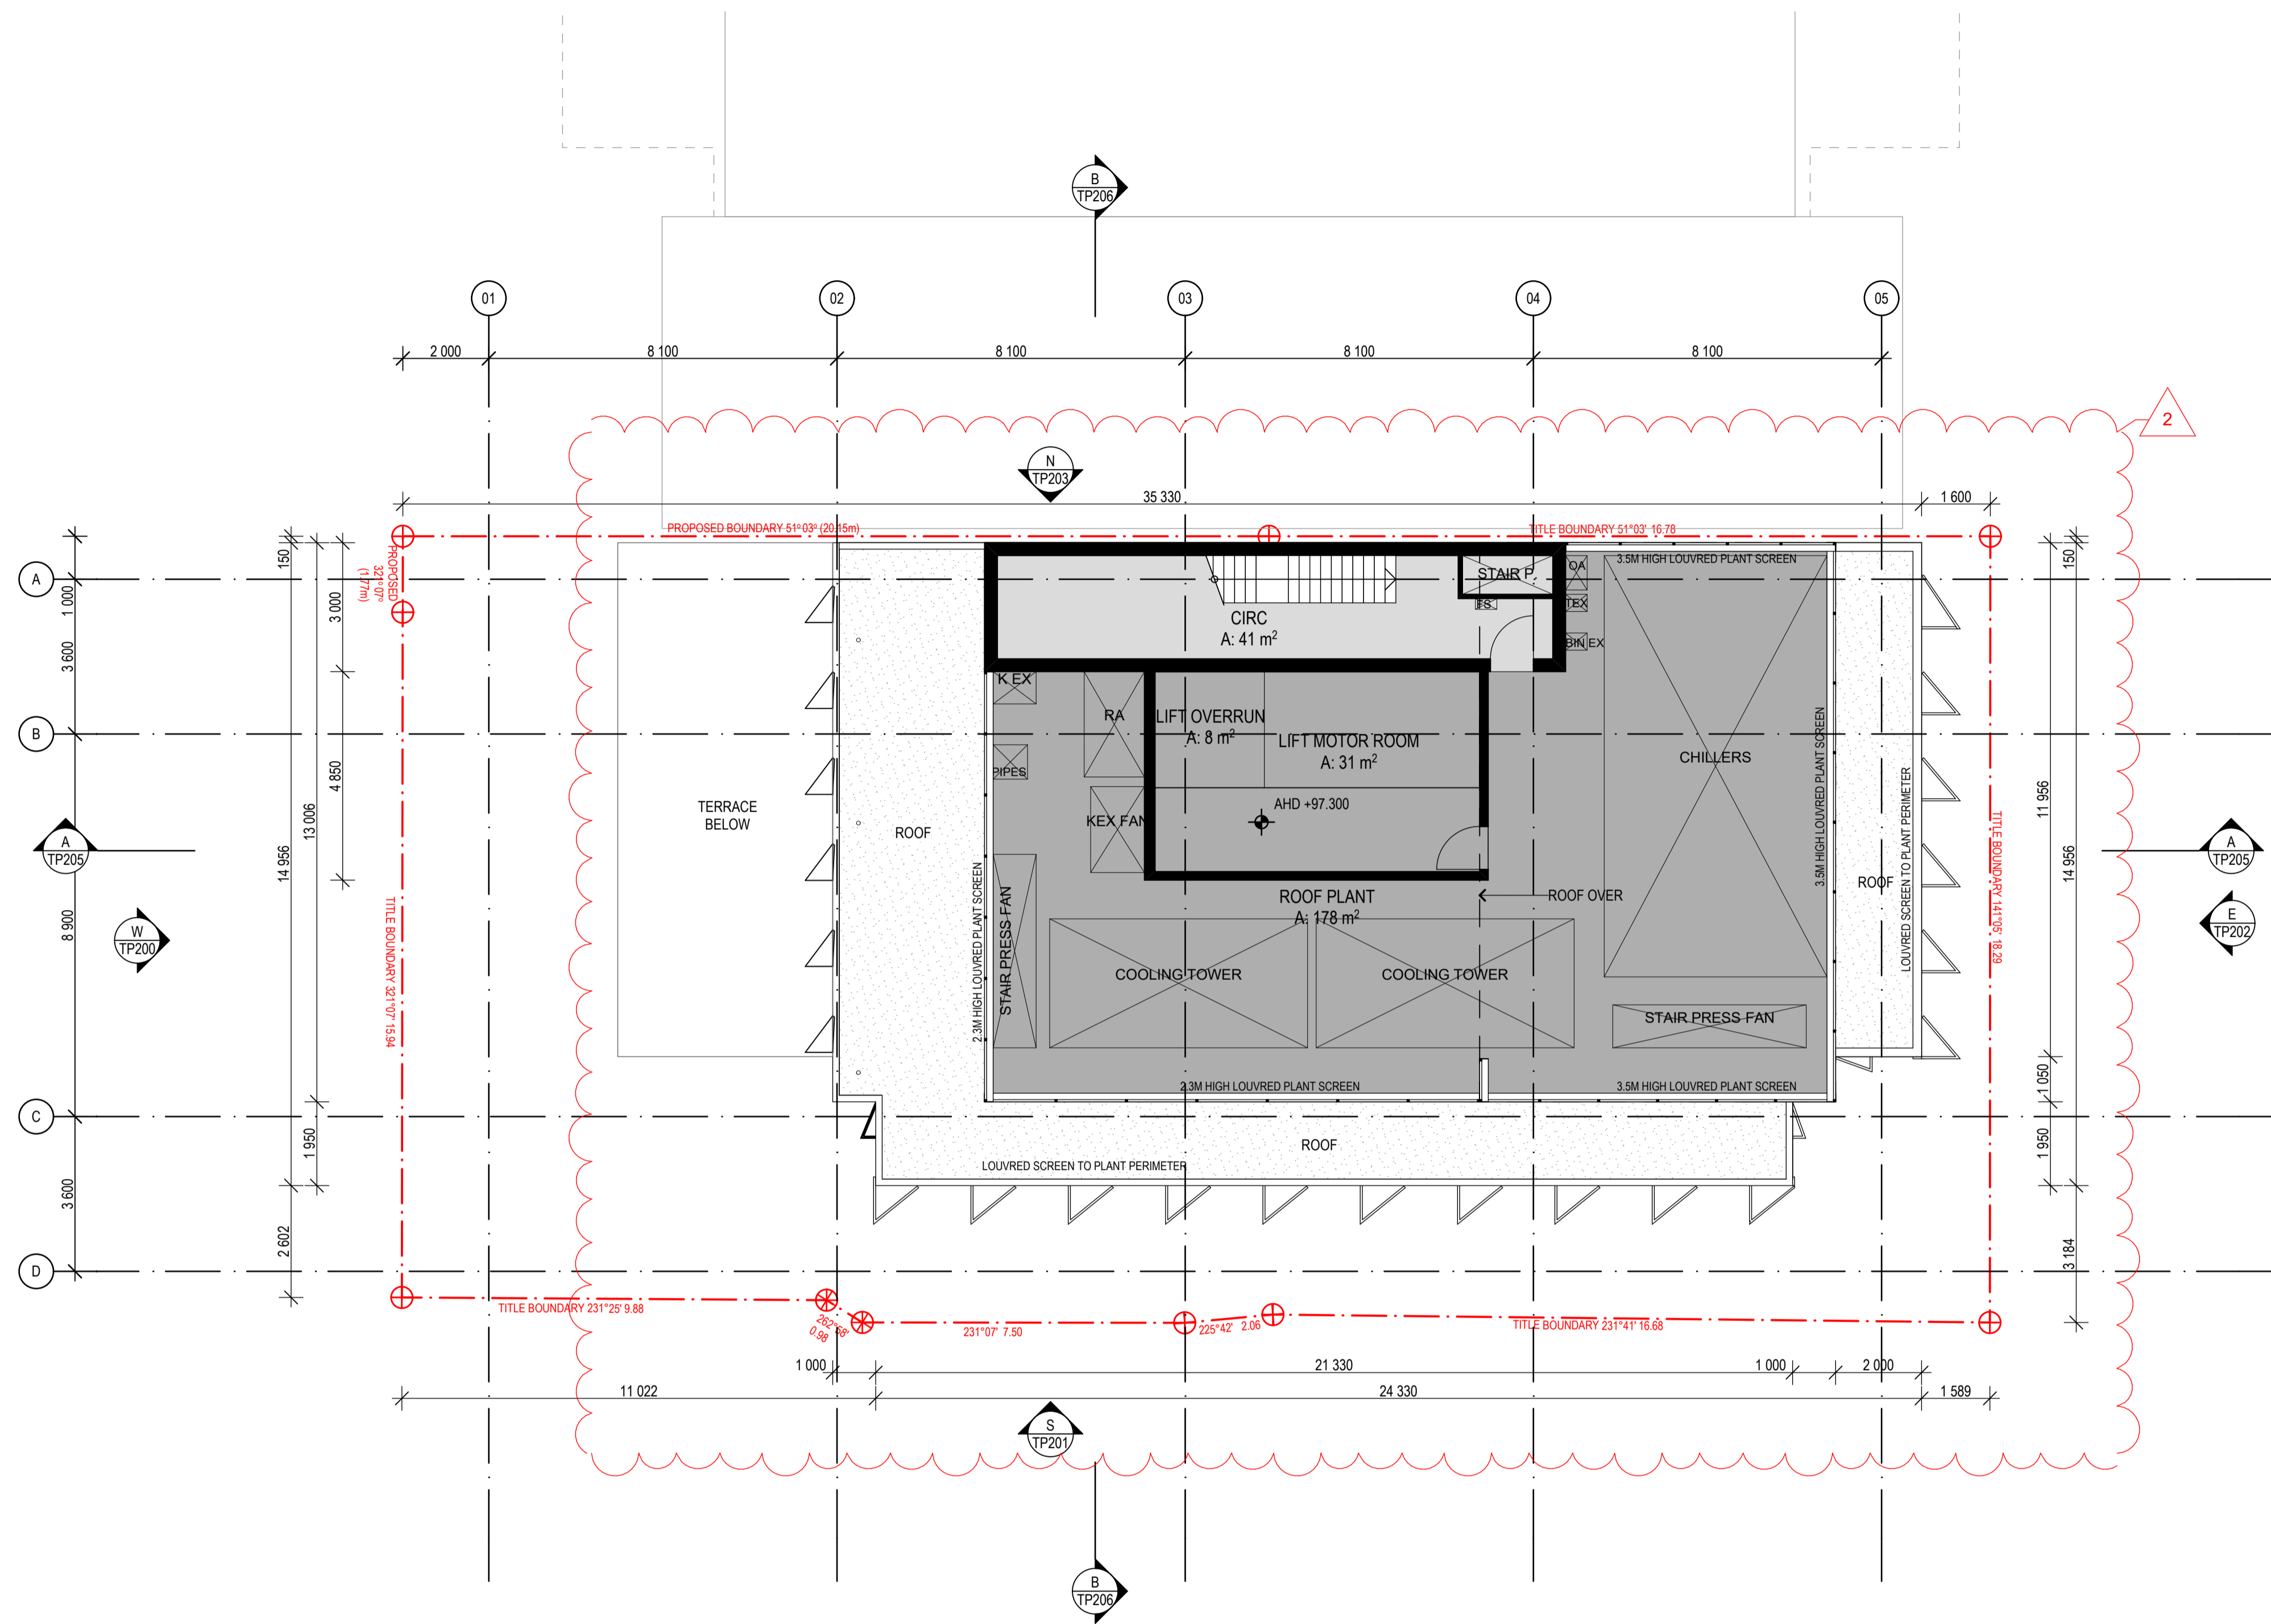 B
TP206
01
02
03
04
05
2 000
8 100
8 100
8 100
8 100
2
N
TP203
35 330
1 600
PROPOSED BOUNDARY 51º 03º (20.15m)
TITLE BOUNDARY 51°03' 16.78
PROPOSED
321º 07º
(1.77m)
A
B
C
D
1 000
3 600
8 900
3 600
150
14 956
2 602
13 006
1 950
3 000
4 850
3.5M HIGH LOUVRED PLANT SCREEN
STAIR P.
OA
TEX
BIN EX
CIRC
A: 41 m²
K EX
RA
LIFT OVERRUN
A: 8 m²
LIFT MOTOR ROOM
A: 31 m²
PIPES
CHILLERS
3.5M HIGH LOUVRED PLANT SCREEN
KEX FAN
AHD +97.300
TERRACE
BELOW
ROOF
ROOF
LOUVRED SCREEN TO PLANT PERIMETER
A
TP205
A
TP205
W
TP200
E
TP202
TITLE BOUNDARY 321°07' 15.94
TITLE BOUNDARY 141°05' 18.29
2.3M HIGH LOUVRED PLANT SCREEN
STAIR PRESS FAN
ROOF PLANT
A: 178 m²
ROOF OVER
COOLING TOWER
COOLING TOWER
STAIR PRESS FAN
2.3M HIGH LOUVRED PLANT SCREEN
3.5M HIGH LOUVRED PLANT SCREEN
ROOF
LOUVRED SCREEN TO PLANT PERIMETER
150
11 956
14 956
1 050
1 950
3 184
TITLE BOUNDARY 231°25' 9.88
262°58'
0.98
231°07' 7.50
225°42' 2.06
TITLE BOUNDARY 231°41' 16.68
1 000
21 330
1 000
2 000
11 022
24 330
1 589
S
TP201
B
TP206